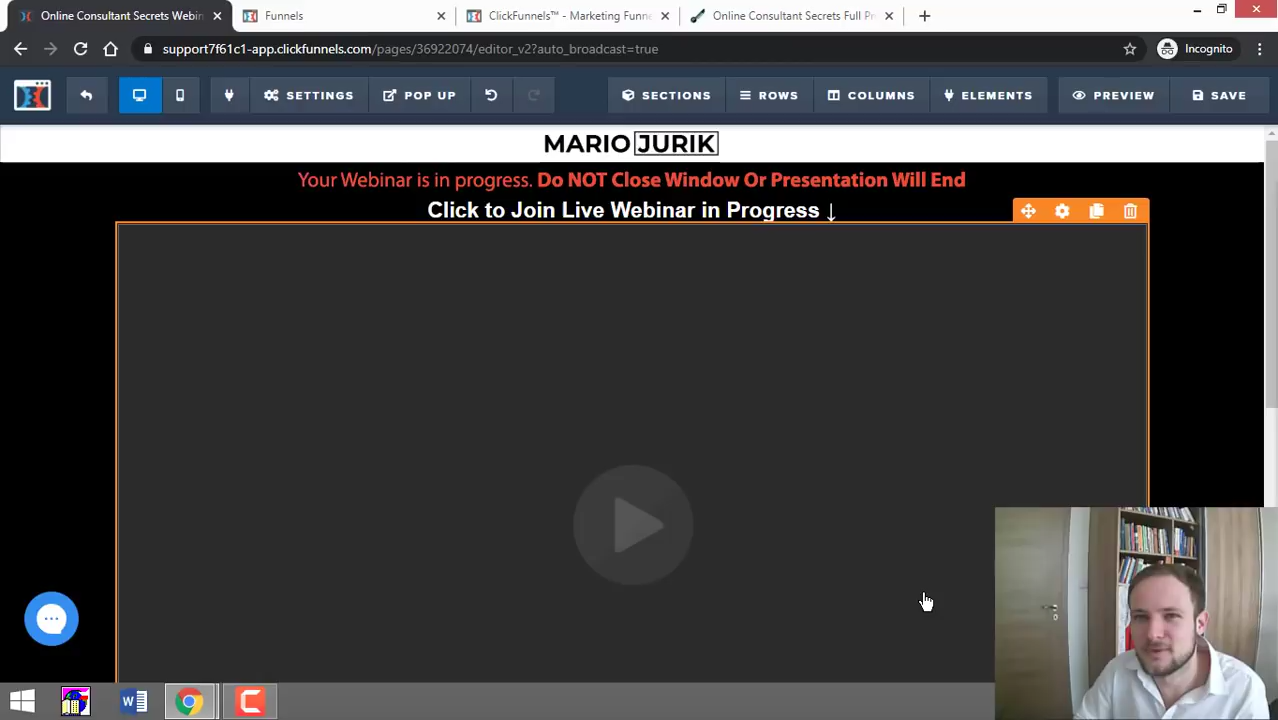 Online Consultant Secrets Webin
Funnels
ClickFunnels™ - Marketing Funne
Online Consultant Secrets Full Pr
support7f61c1-app.clickfunnels.com/pages/36922074/editor_v2?auto_broadcast=true
Incognito
SETTINGS
POP UP
SECTIONS
ROWS
COLUMNS
ELEMENTS
PREVIEW
SAVE
MARIO JURIK
Your Webinar is in progress. Do NOT Close Window Or Presentation Will End
Click to Join Live Webinar in Progress ↓